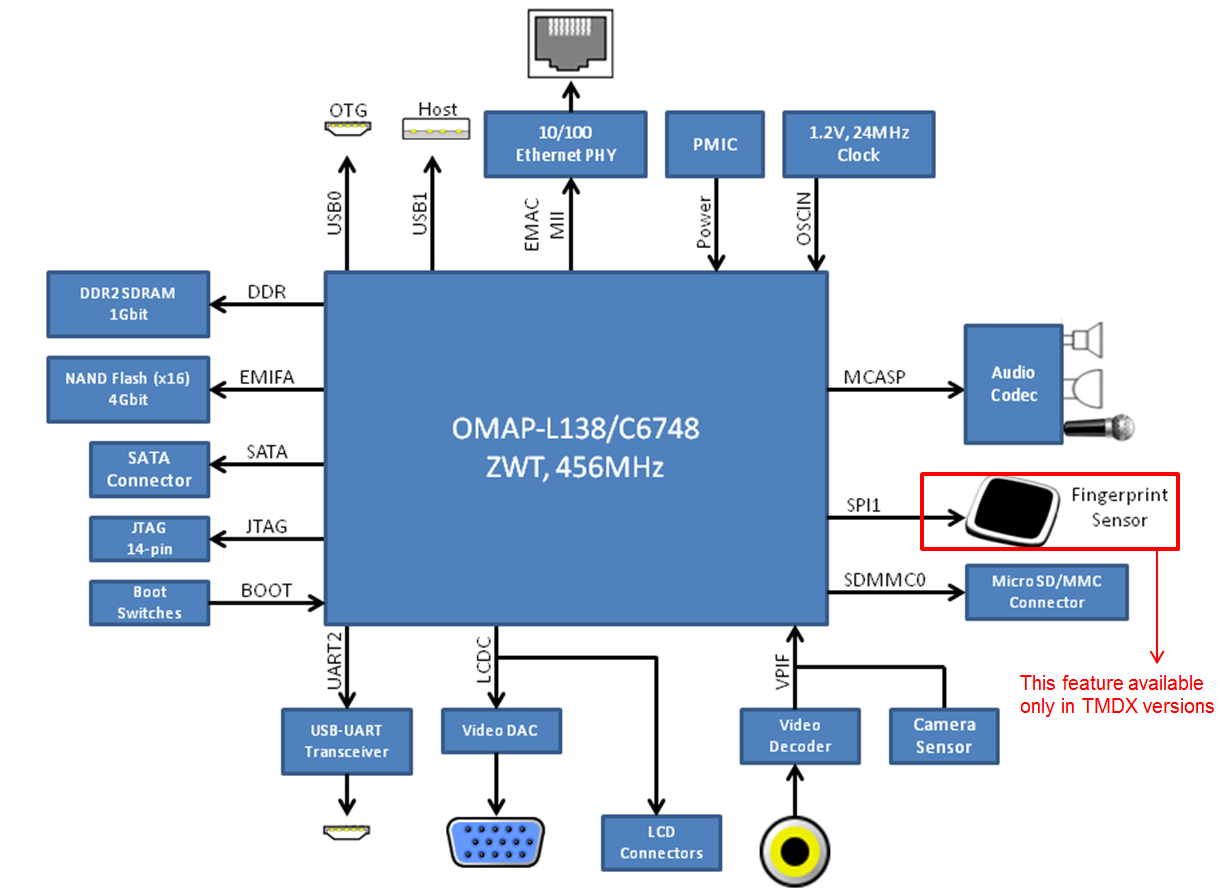 OTG
Host
10/100
Ethernet PHY
PMIC
1.2V, 24MHz
Clock
USB0
USB1
EMAC
MII
Power
OSCIN
DDR2 SDRAM
1Gbit
DDR
NAND Flash (x16)
4Gbit
EMIFA
SATA
Connector
SATA
JTAG
14-pin
JTAG
Boot
Switches
BOOT
OMAP-L138/C6748
ZWT, 456MHz
MCASP
Audio
Codec
SPI1
Fingerprint
Sensor
SDMMC0
Micro SD/MMC
Connector
This feature available
only in TMDX versions
UART2
LCDC
VPIF
USB-UART
Transceiver
Video DAC
Video
Decoder
Camera
Sensor
LCD
Connectors